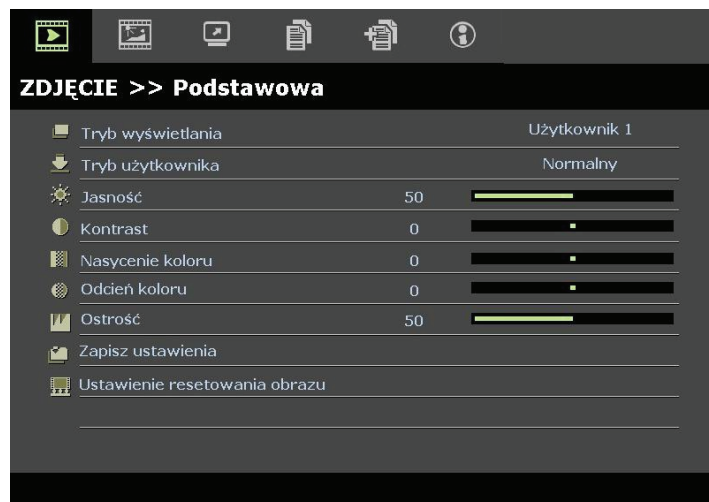 ZDJĘCIE >> Podstawowa
Tryb wyświetlania Użytkownik 1
Tryb użytkownika Normalny
Jasność 50
Kontrast 0
Nasycenie koloru 0
Odcień koloru 0
Ostrość 50
Zapisz ustawienia
Ustawienie resetowania obrazu